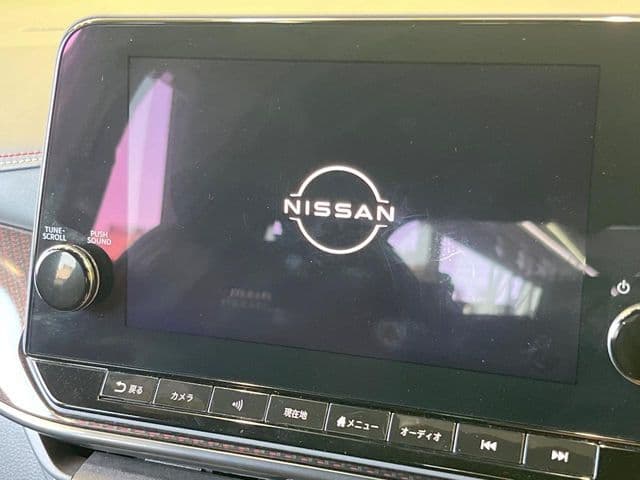 NISSAN
TUNE・
SCROLL
PUSH
SOUND
戻る
カメラ
現在地
メニュー
オーディオ